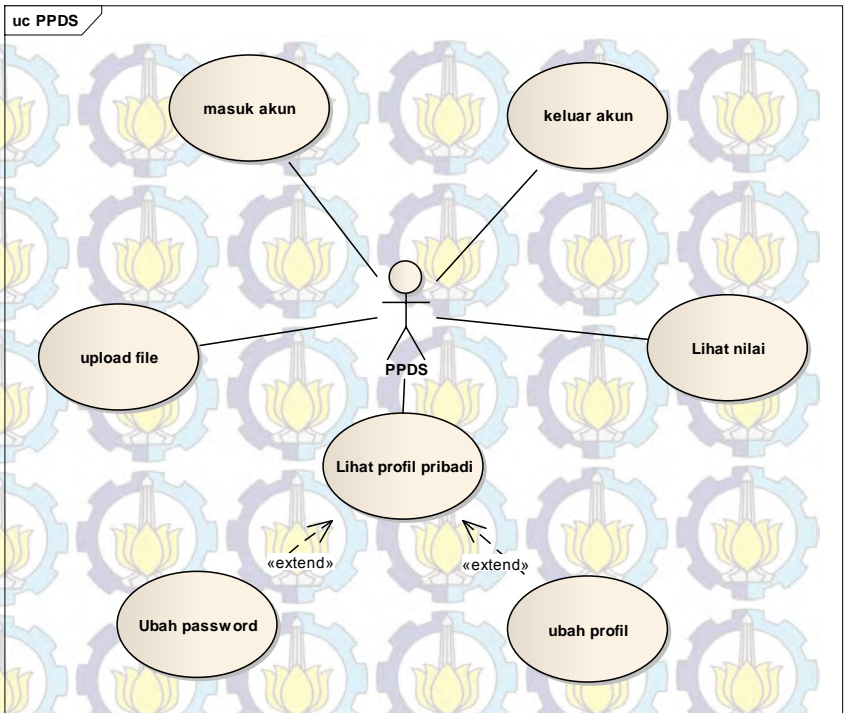 uc PPDS
masuk akun
keluar akun
upload file
Lihat nilai
PPDS
Lihat profil pribadi
«extend»
«extend»
Ubah password
ubah profil